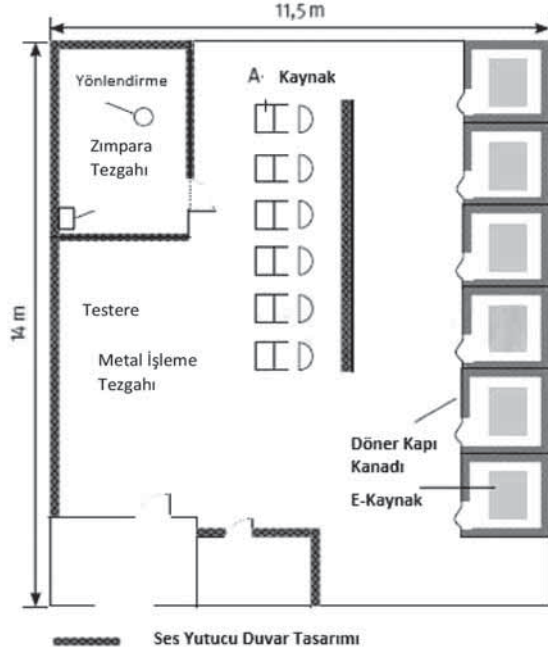 11,5 m
14 m
Yönlendirme
Zımpara
Tezgahı
A· Kaynak
Testere
Metal İşleme
Tezgahı
Döner Kapı
Kanadı
E-Kaynak
Ses Yutucu Duvar Tasarımı